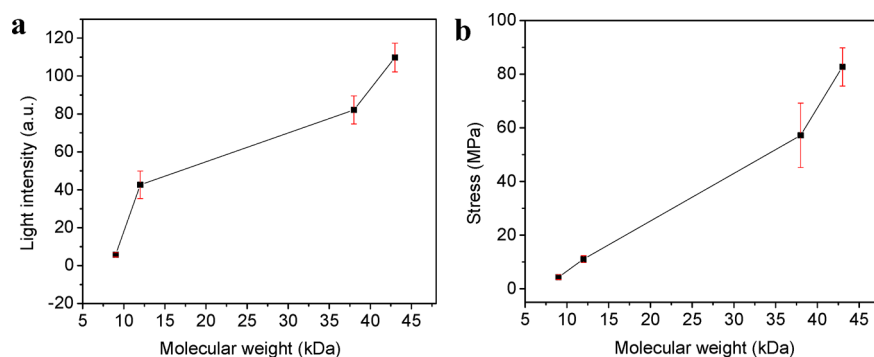 a
Light intensity (a.u.)
120
100
80
60
40
20
0
-20
5 10 15 20 25 30 35 40 45
Molecular weight (kDa)
b
Stress (MPa)
100
80
60
40
20
0
5 10 15 20 25 30 35 40 45
Molecular weight (kDa)